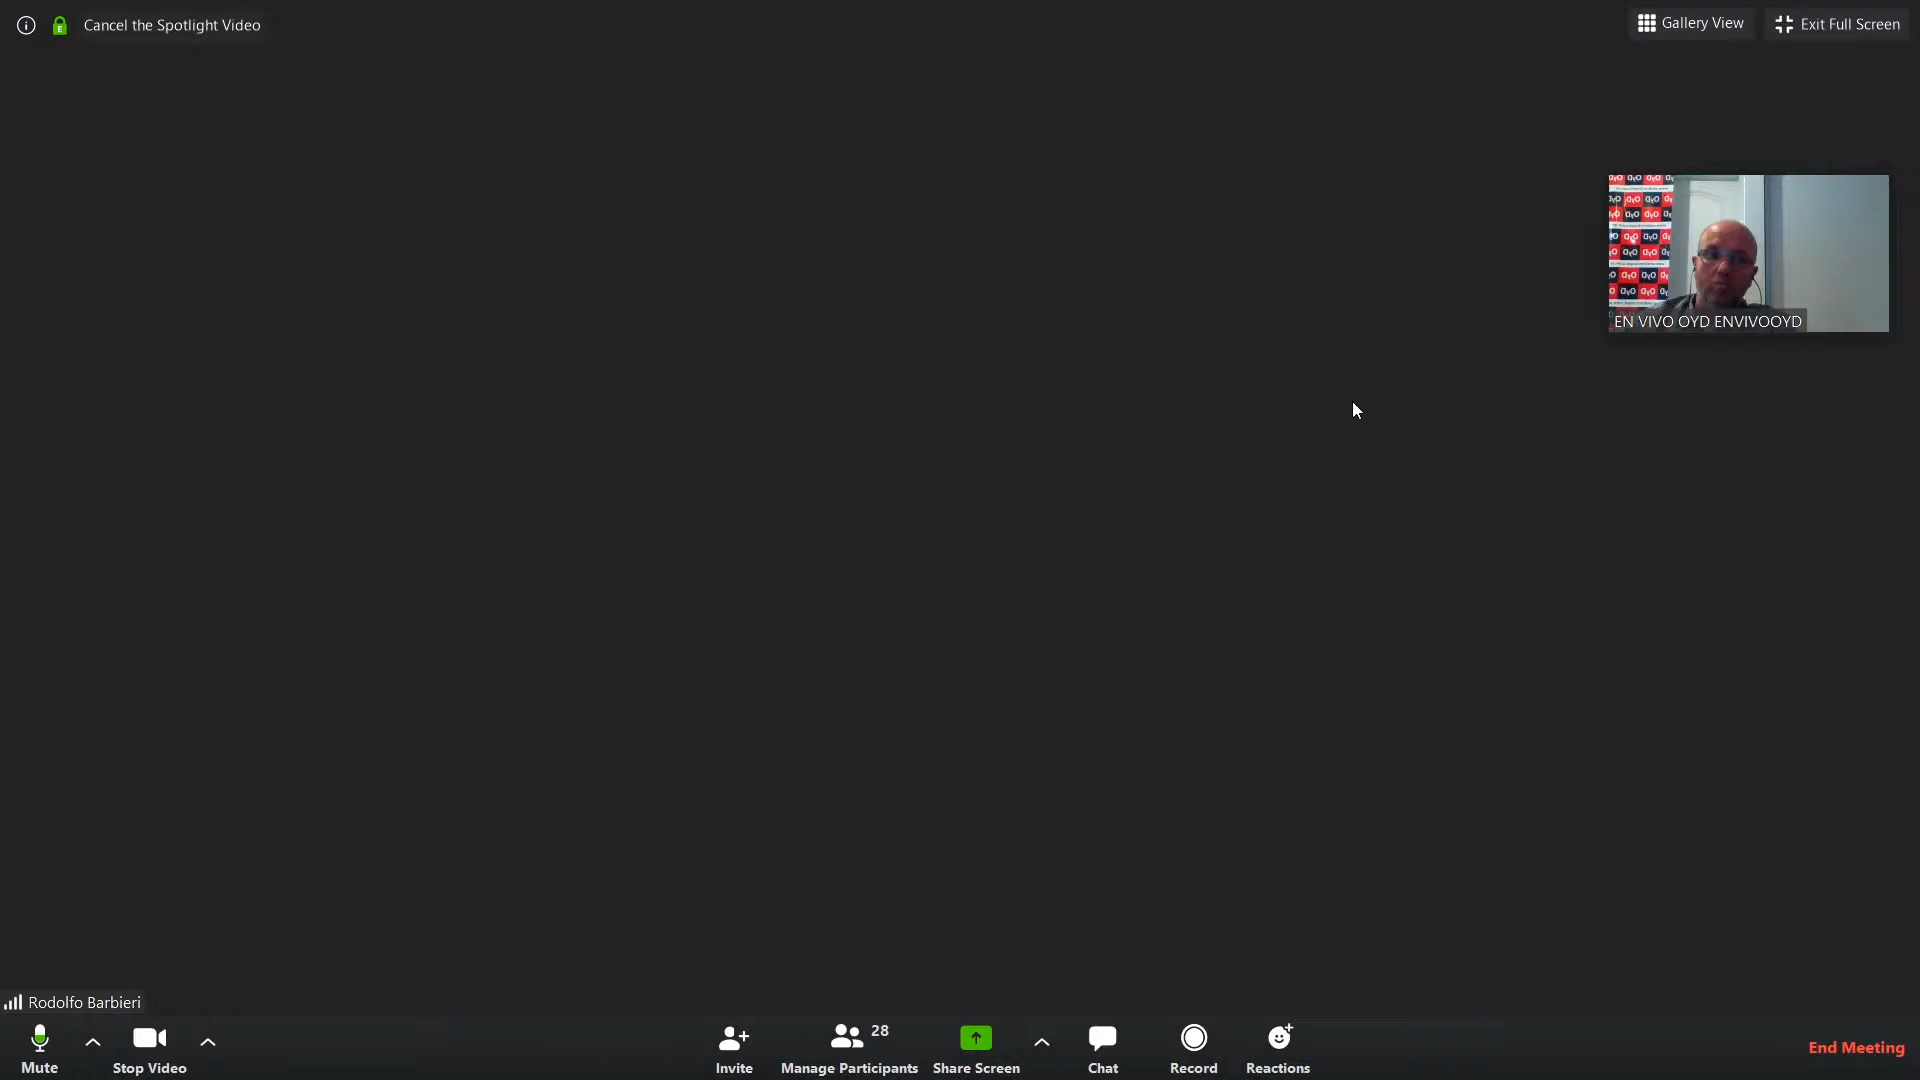 Cancel the Spotlight Video
Gallery View
Exit Full Screen
EN VIVO OYD ENVIVOOYD
Rodolfo Barbieri
Mute
Stop Video
Invite
28
Manage Participants
Share Screen
Chat
Record
Reactions
End Meeting